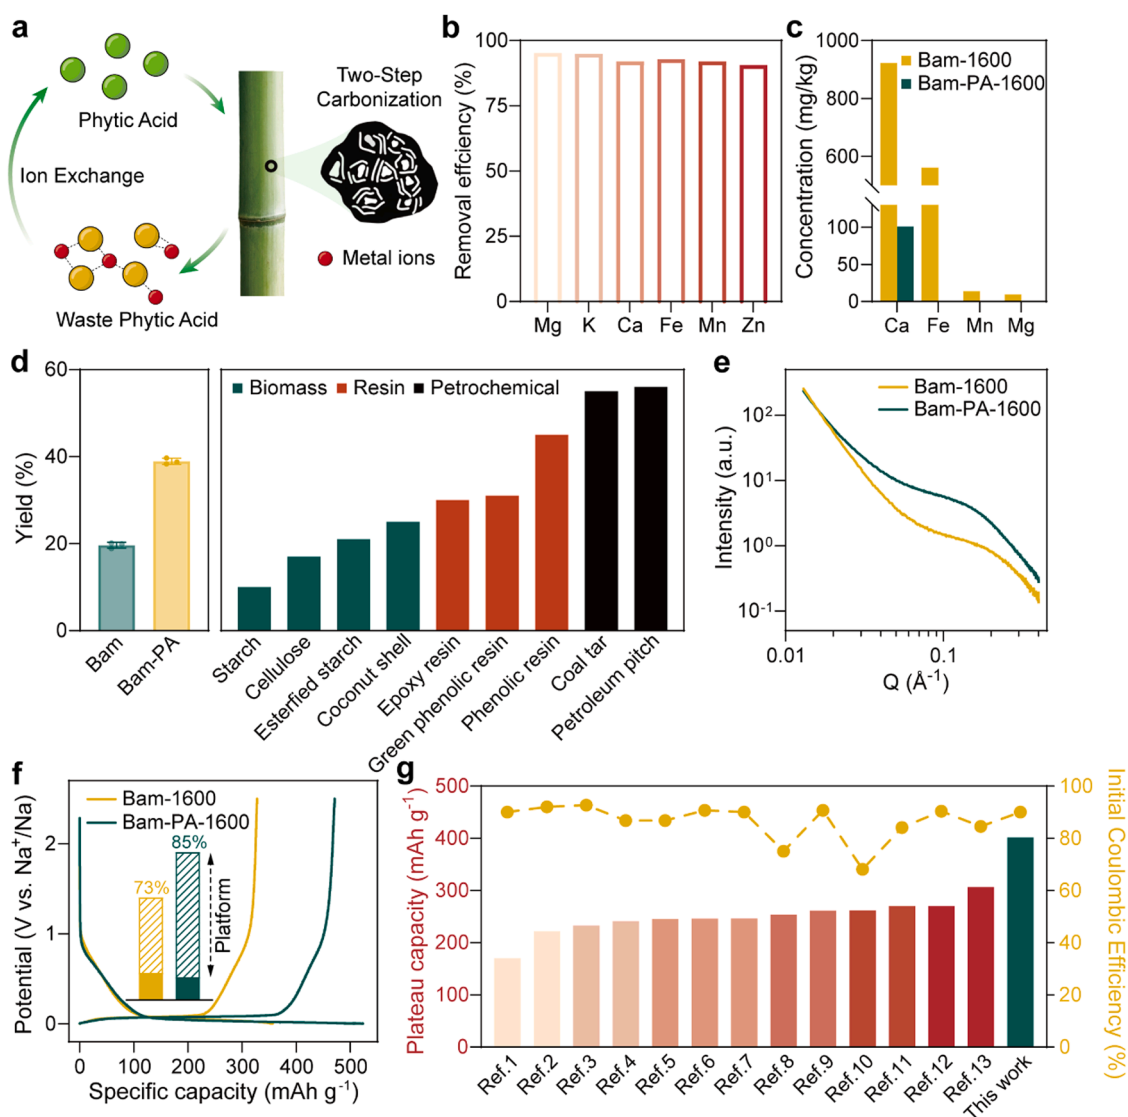 a
Phytic Acid
Ion Exchange
Waste Phytic Acid
Two-Step
Carbonization
Metal ions
b
Removal effciency (%)
100
75
50
25
0
Mg K Ca Fe Mn Zn
c
Concentration (mg/kg)
1000
800
600
100
50
0
Bam-1600
Bam-PA-1600
Ca Fe Mn Mg
d
Yield (%)
60
40
20
0
Bam
Bam-PA
Biomass Resin Petrochemical
Starch
Cellulose
Esterfied starch
Coconut shell
Epoxy resin
Green phenolic resin
Phenolic resin
Coal tar
Petroleum pitch
e
Intensity (a.u.)
10²
10¹
10⁰
10⁻¹
Bam-1600
Bam-PA-1600
0.01 0.1
Q (Å⁻¹)
f
Potential (V vs. Na⁺/Na)
2
1
0
Bam-1600
Bam-PA-1600
85%
73%
Platform
0 100 200 300 400 500
Specific capacity (mAh g⁻¹)
g
Plateau capacity (mAh g⁻¹)
500
400
300
200
100
0
Ref.1
Ref.2
Ref.3
Ref.4
Ref.5
Ref.6
Ref.7
Ref.8
Ref.9
Ref.10
Ref.11
Ref.12
Ref.13
This work
100
80
60
40
20
0
Initial Coulombic Efficiency (%)